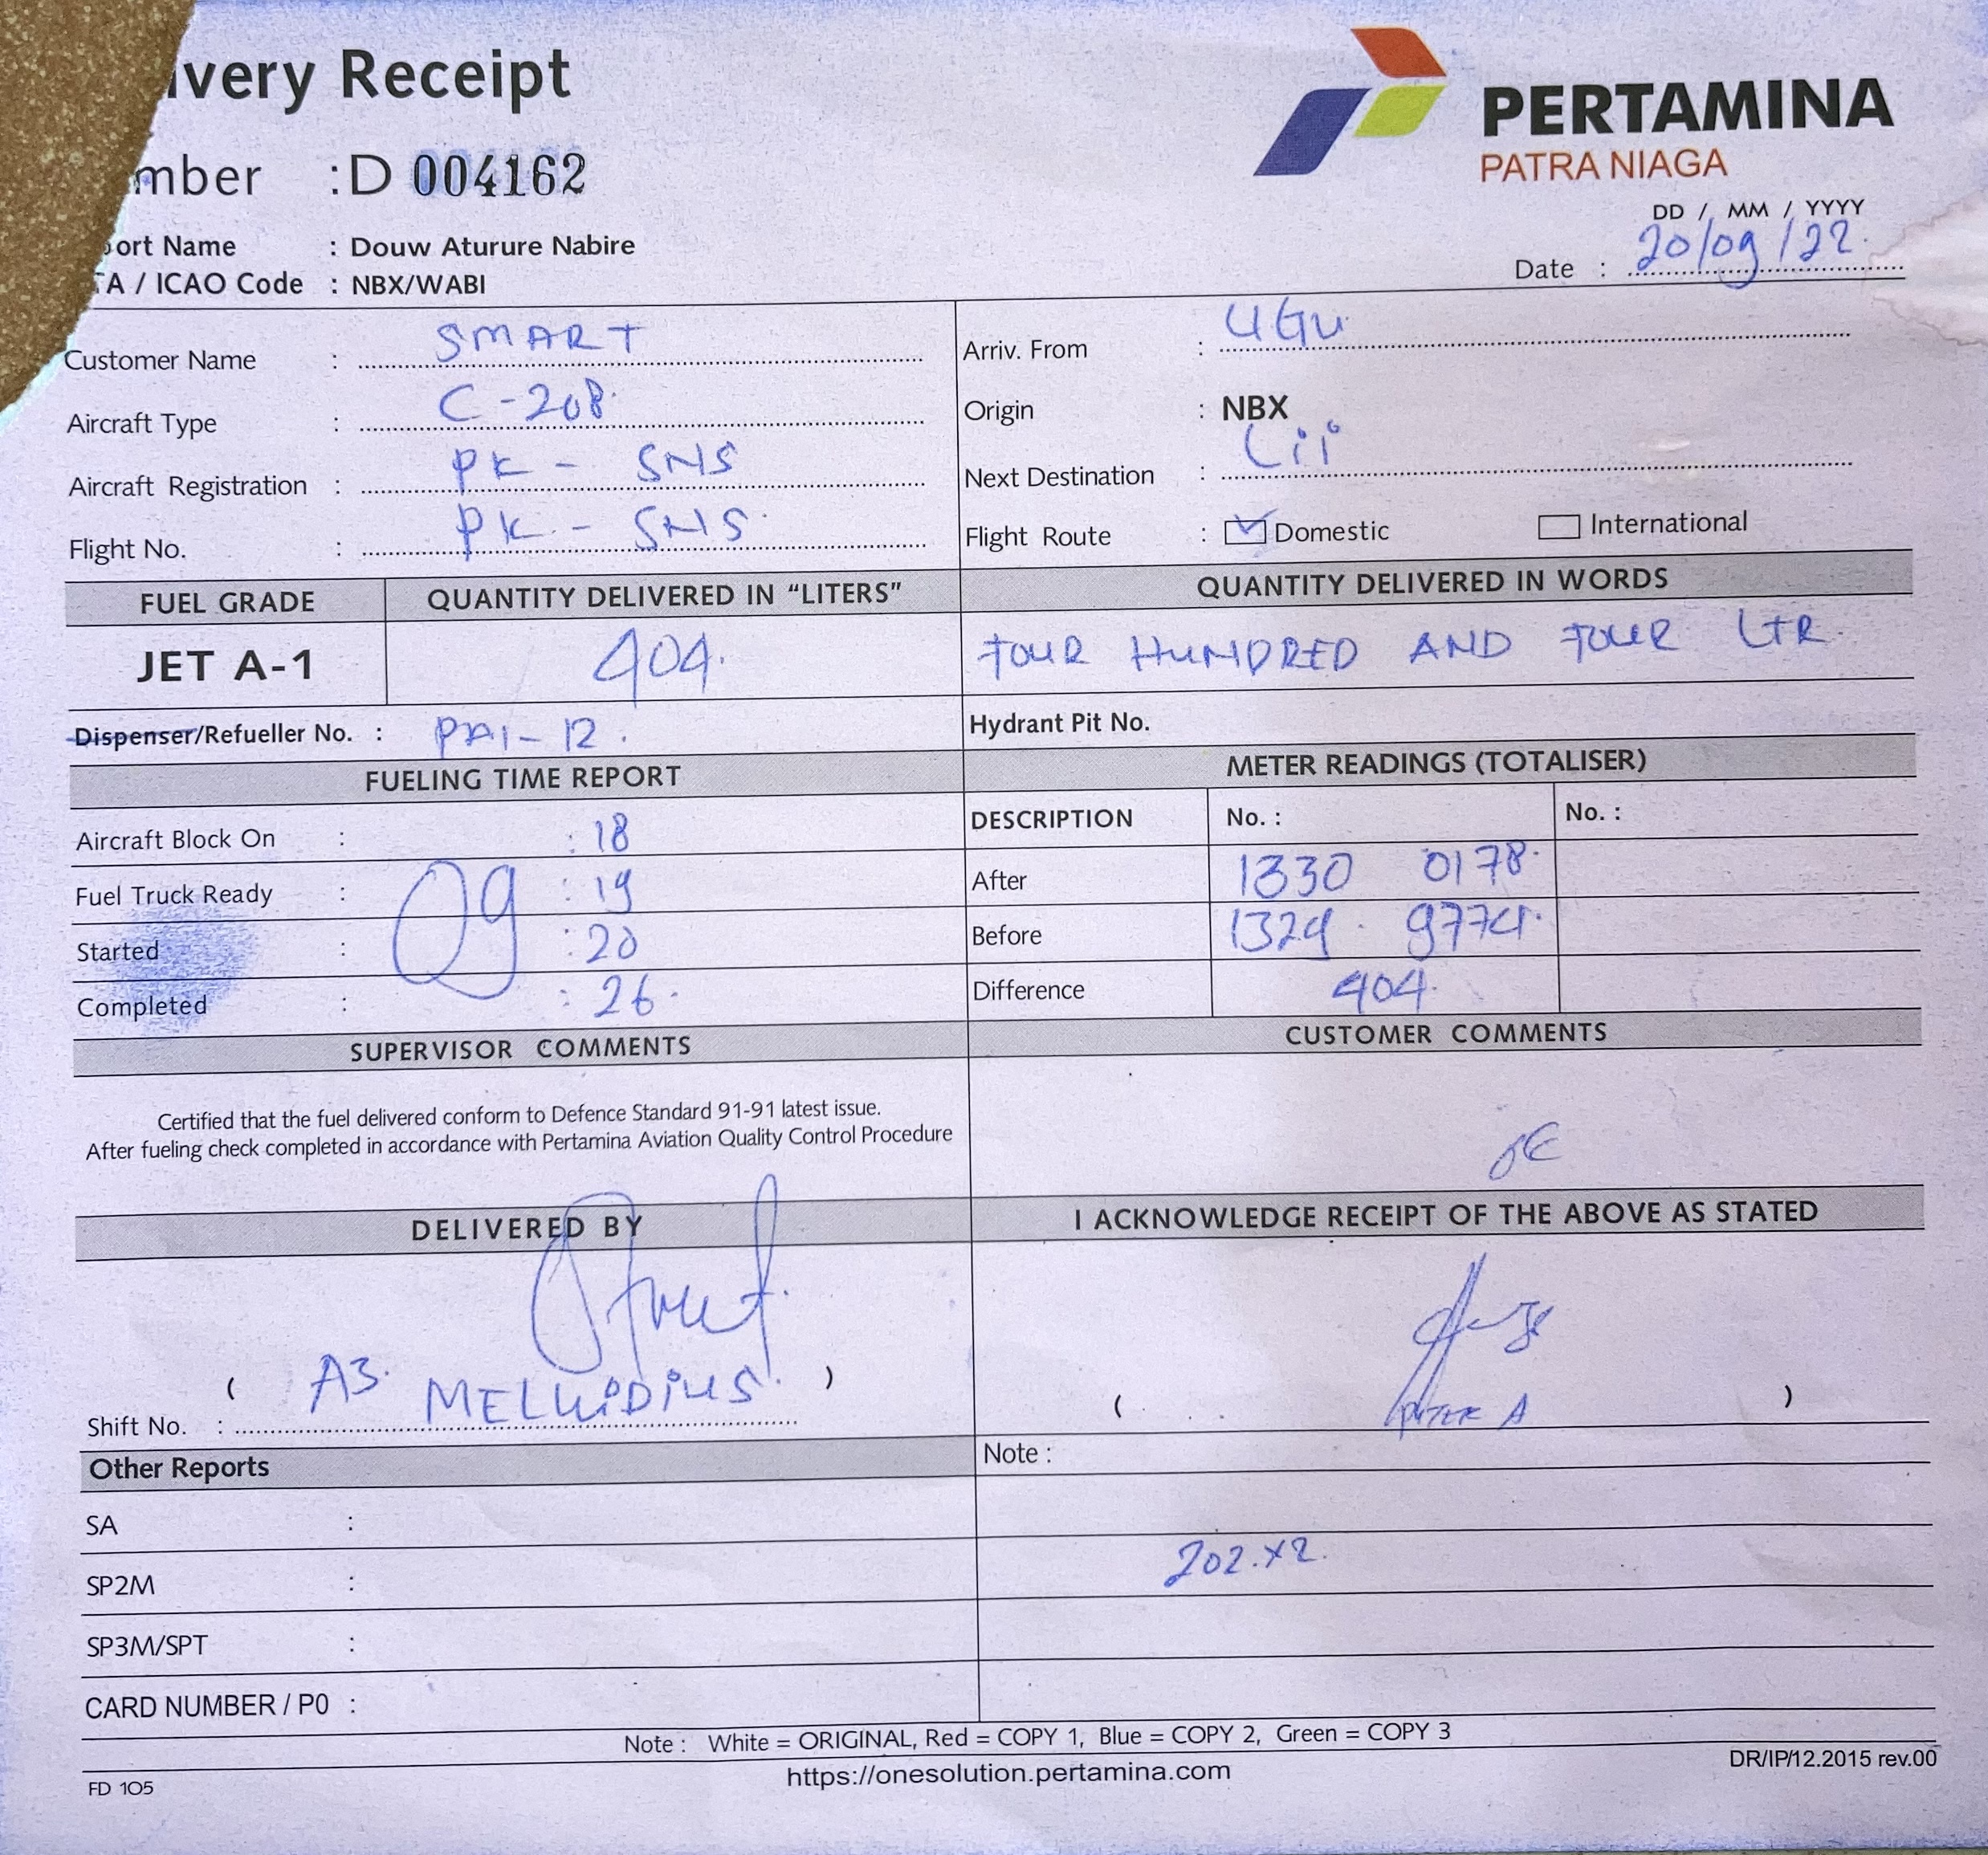 ivery Receipt
PERTAMINA
PATRA NIAGA
mber : D 004162
DD / MM / YYYY
ort Name : Douw Aturure Nabire
Date : 20/09/22
TA / ICAO Code : NBX/WABI
Customer Name : SMART
Arriv. From : UGU
Aircraft Type : C-208
Origin : NBX
Aircraft Registration : PK - SNS
Next Destination : Lii
Flight No. : PK - SNS
Flight Route : Domestic International
FUEL GRADE QUANTITY DELIVERED IN “LITERS” QUANTITY DELIVERED IN WORDS
JET A-1 404. FOUR HUNDRED AND FOUR LTR.
Dispenser/Refueller No. : PAI-12. Hydrant Pit No.
FUELING TIME REPORT METER READINGS (TOTALISER)
Aircraft Block On : 09 : 18
DESCRIPTION No. : No. :
Fuel Truck Ready : : 19
After 1330 0178.
Started : : 20
Before 1329 . 9774.
Completed : : 26.
Difference 404.
SUPERVISOR COMMENTS CUSTOMER COMMENTS
Certified that the fuel delivered conform to Defence Standard 91-91 latest issue.
After fueling check completed in accordance with Pertamina Aviation Quality Control Procedure
DELIVERED BY I ACKNOWLEDGE RECEIPT OF THE ABOVE AS STATED
( A3. )
Shift No. : ( )
Other Reports Note :
SA :
SP2M : 202.x2.
SP3M/SPT :
CARD NUMBER / P0 :
Note : White = ORIGINAL, Red = COPY 1, Blue = COPY 2, Green = COPY 3
FD 105 https://onesolution.pertamina.com DR/IP/12.2015 rev.00